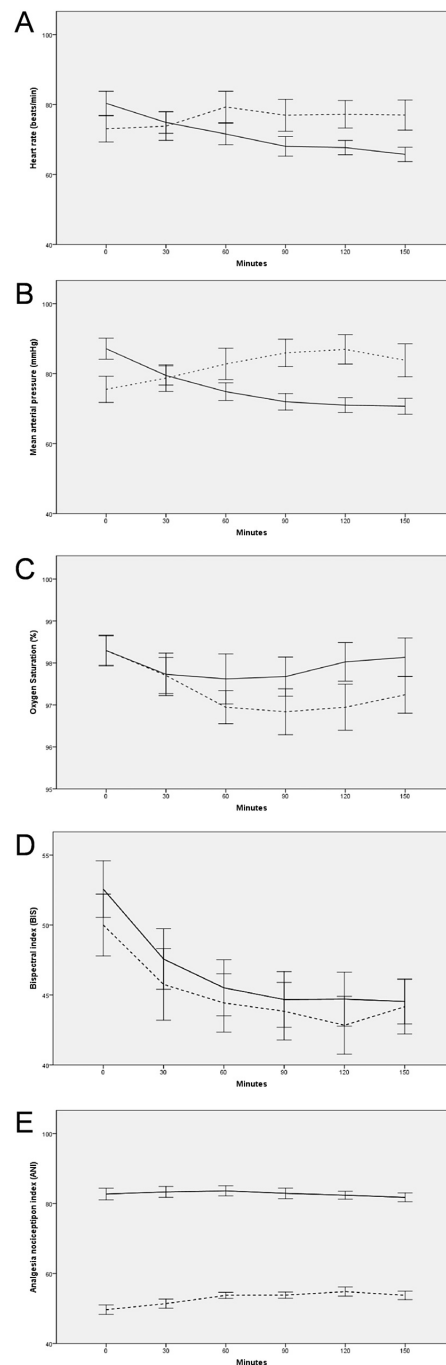 A
Heart rate (beats/min)
100
80
60
40
0 30 60 90 120 150
Minutes
B
Mean arterial pressure (mmHg)
100
80
60
40
0 30 60 90 120 150
Minutes
C
Oxygen Saturation (%)
100
99
98
97
96
95
0 30 60 90 120 150
Minutes
D
Bispectral index (BIS)
55
50
45
40
0 30 60 90 120 150
Minutes
E
Analgesia nociceptipon index (ANI)
100
80
60
40
0 30 60 90 120 150
Minutes